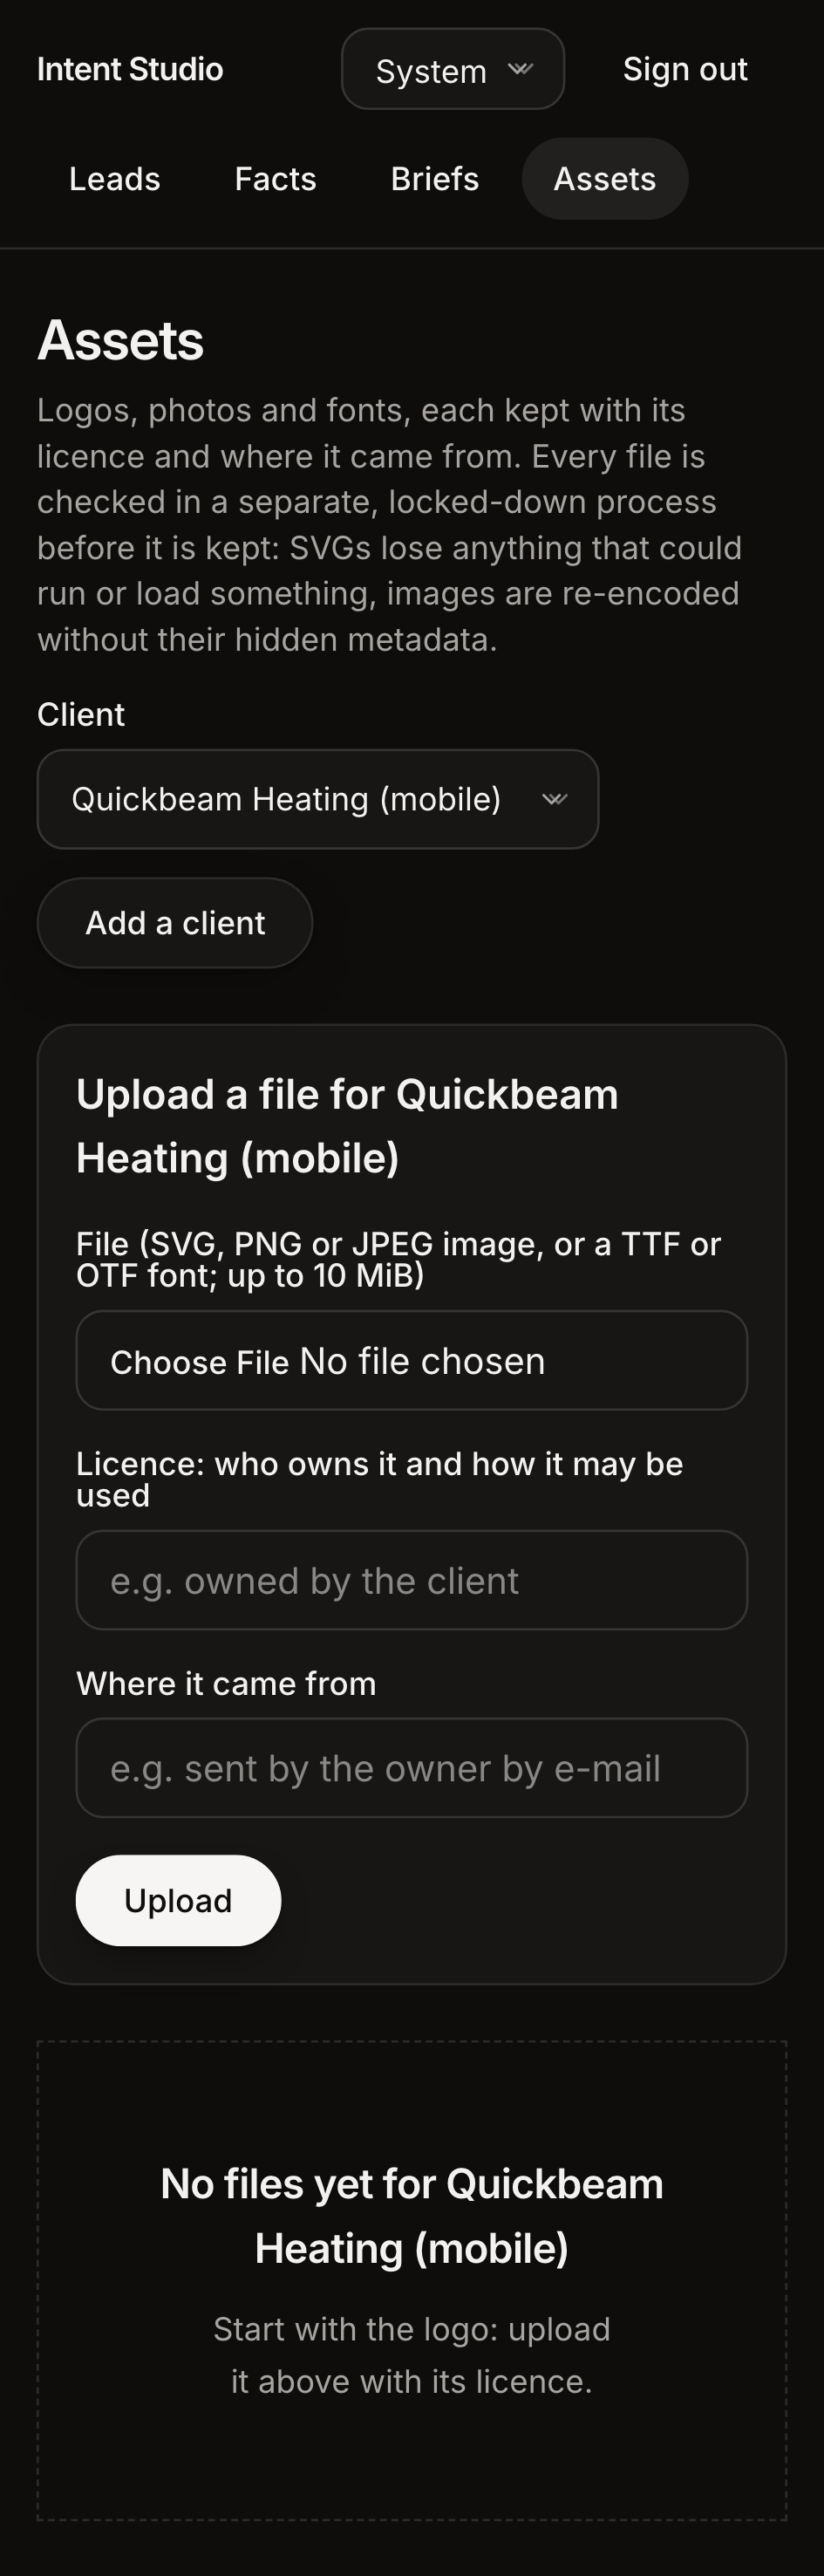 Intent Studio
System
Sign out
Leads
Facts
Briefs
Assets
Assets
Logos, photos and fonts, each kept with its
licence and where it came from. Every file is
checked in a separate, locked-down process
before it is kept: SVGs lose anything that could
run or load something, images are re-encoded
without their hidden metadata.
Client
Quickbeam Heating (mobile)
Add a client
Upload a file for Quickbeam
Heating (mobile)
File (SVG, PNG or JPEG image, or a TTF or
OTF font; up to 10 MiB)
Choose File No file chosen
Licence: who owns it and how it may be
used
e.g. owned by the client
Where it came from
e.g. sent by the owner by e-mail
Upload
No files yet for Quickbeam
Heating (mobile)
Start with the logo: upload
it above with its licence.